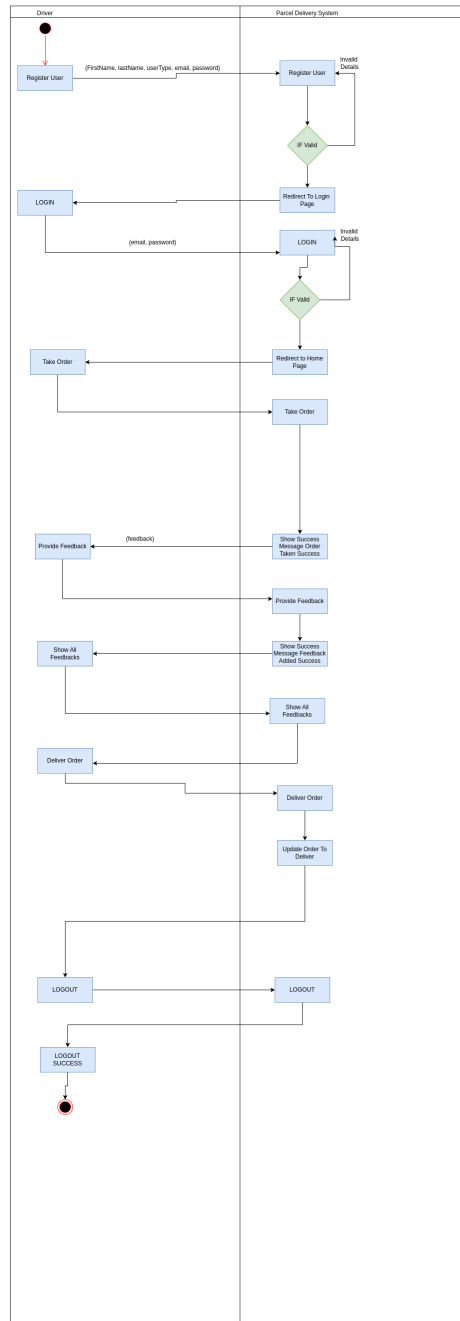 Driver
Parcel Delivery System
(FirstName, lastName, userType, email, password)
Invalid
Details
Register User
Register User
IF Valid
Redirect To Login
Page
LOGIN
(email, password)
Invalid
Details
LOGIN
IF Valid
Redirect to Home
Page
Take Order
Take Order
(feedback)
Show Success
Message Order
Taken Success
Provide Feedback
Provide Feedback
Show Success
Message Feedback
Added Success
Show All
Feedbacks
Show All
Feedbacks
Deliver Order
Deliver Order
Update Order To
Deliver
LOGOUT
LOGOUT
LOGOUT
SUCCESS